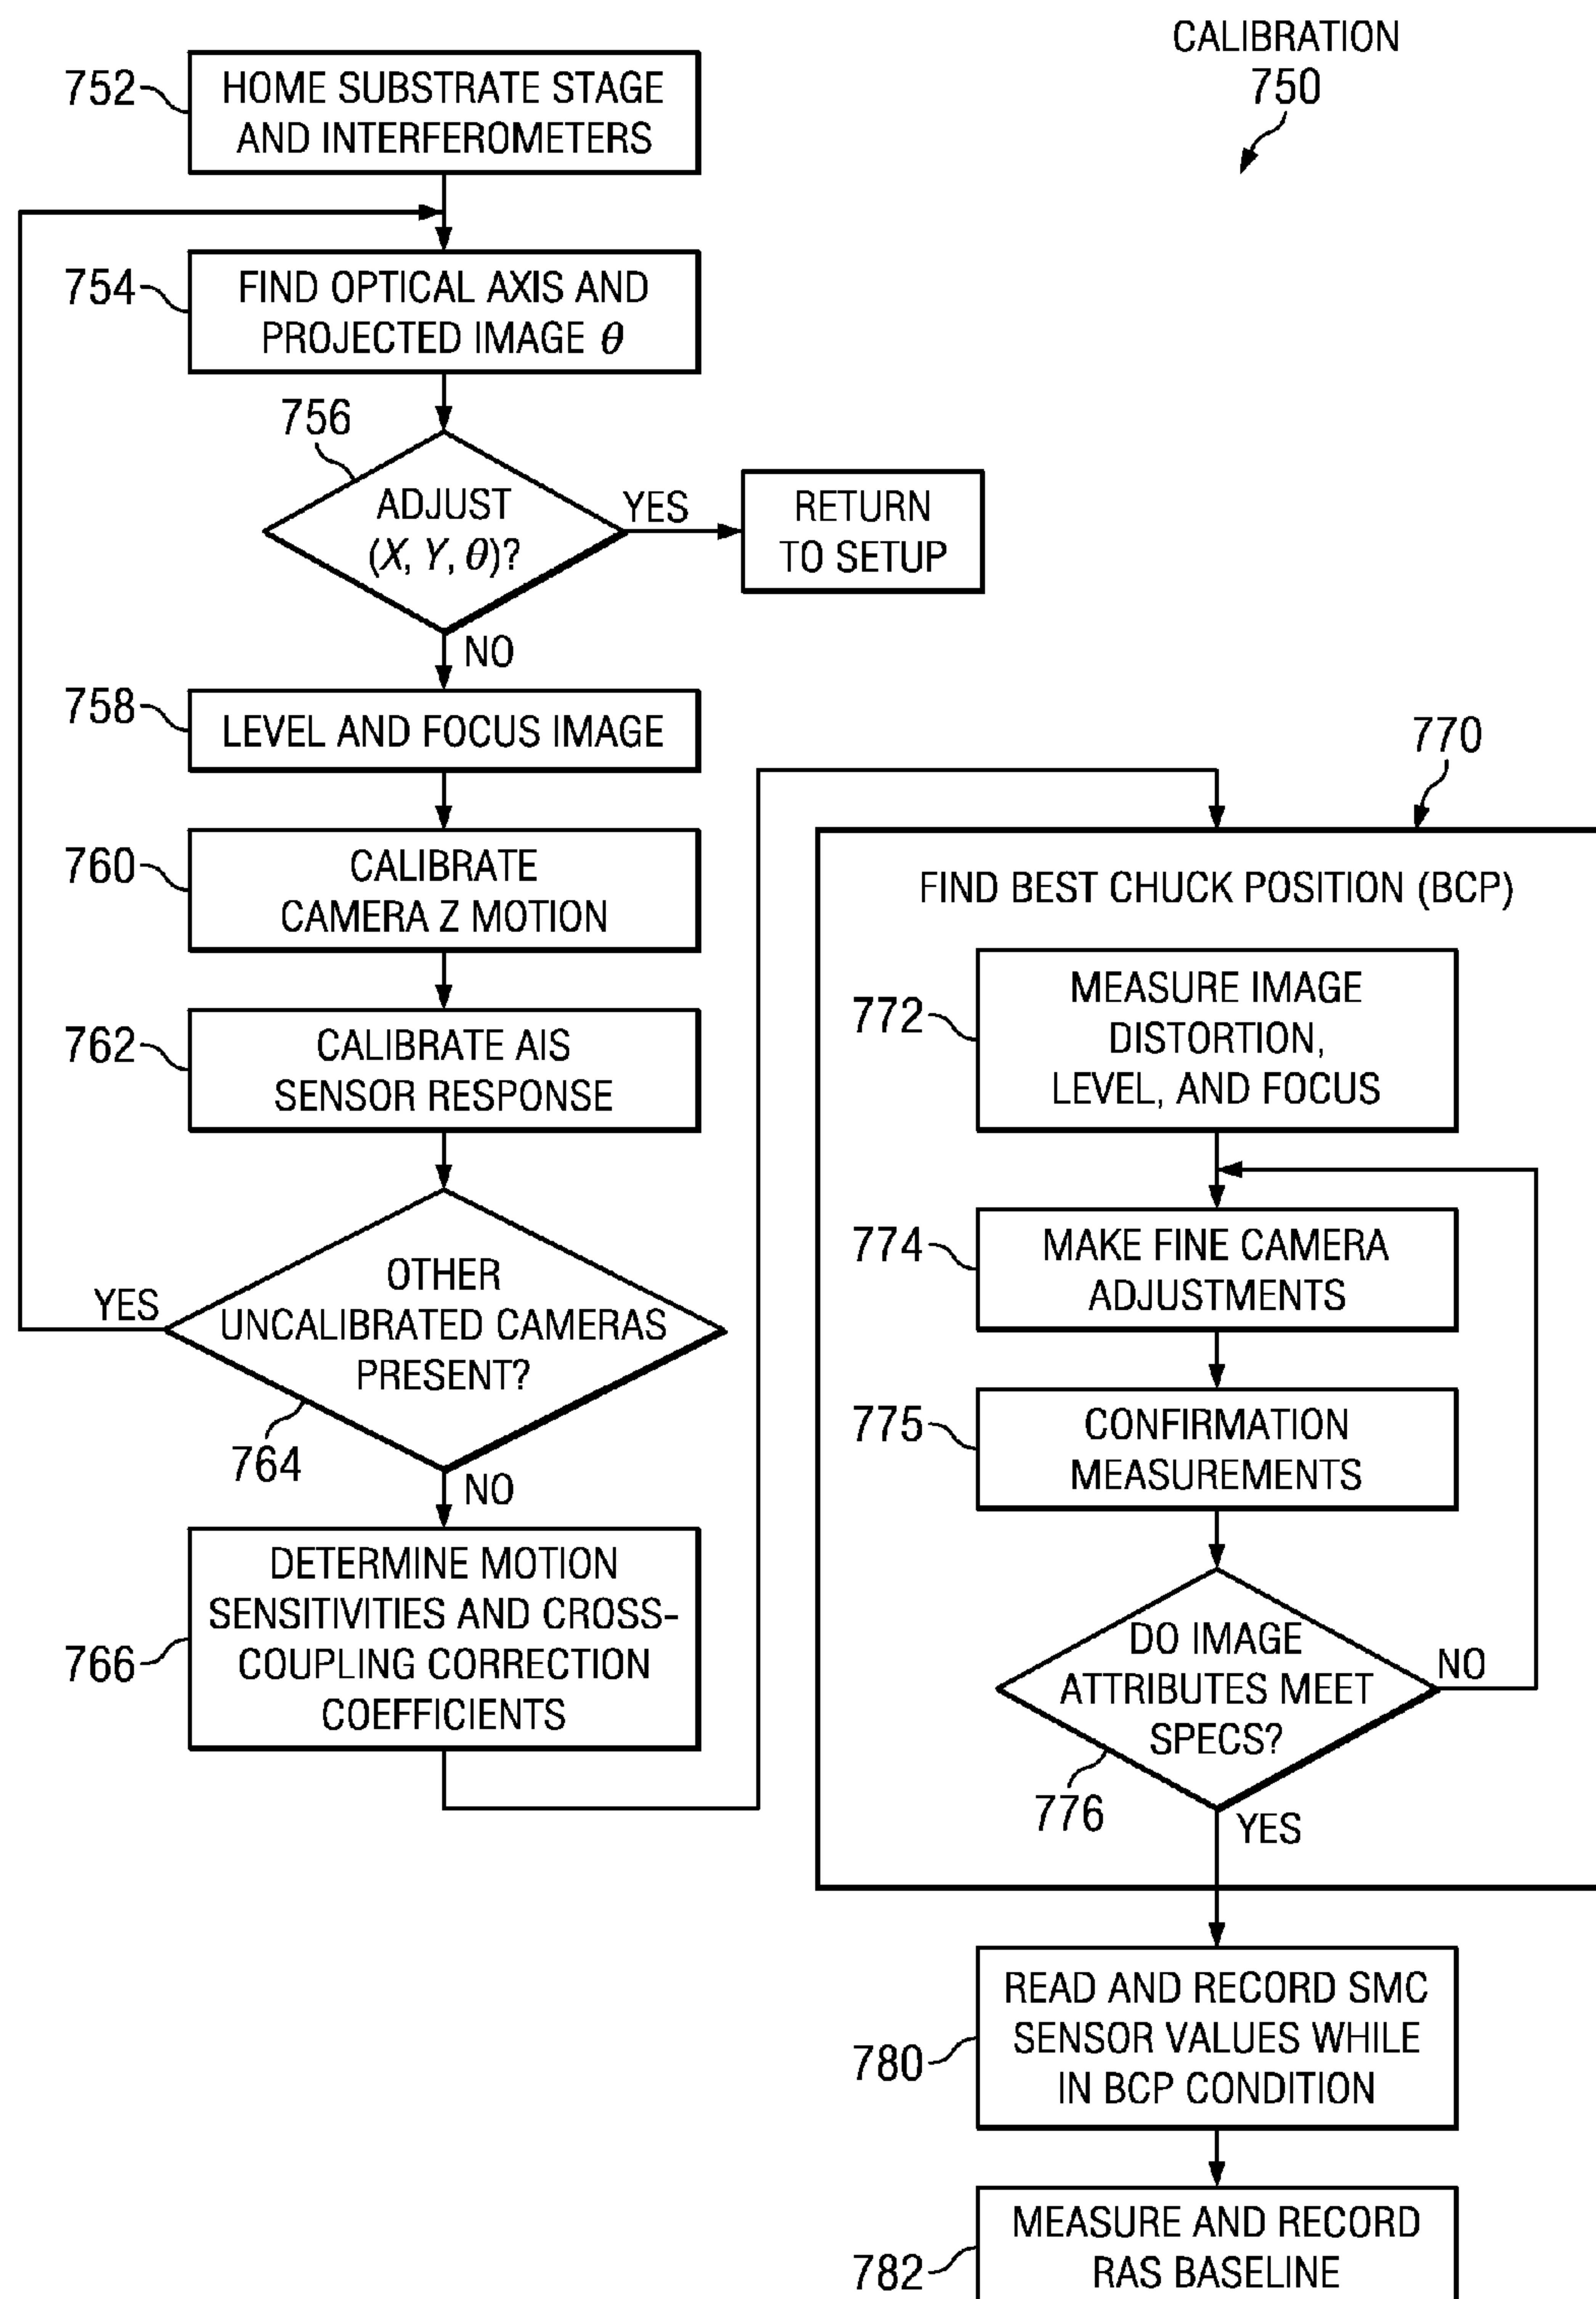 CALIBRATION
750
752
HOME SUBSTRATE STAGE
AND INTERFEROMETERS
754
FIND OPTICAL AXIS AND
PROJECTED IMAGE θ
756
ADJUST
(X, Y, θ)?
YES
RETURN
TO SETUP
NO
758
LEVEL AND FOCUS IMAGE
760
CALIBRATE
CAMERA Z MOTION
762
CALIBRATE AIS
SENSOR RESPONSE
YES
OTHER
UNCALIBRATED CAMERAS
PRESENT?
764
NO
766
DETERMINE MOTION
SENSITIVITIES AND CROSS-
COUPLING CORRECTION
COEFFICIENTS
770
FIND BEST CHUCK POSITION (BCP)
772
MEASURE IMAGE
DISTORTION,
LEVEL, AND FOCUS
774
MAKE FINE CAMERA
ADJUSTMENTS
775
CONFIRMATION
MEASUREMENTS
DO IMAGE
ATTRIBUTES MEET
SPECS?
NO
776
YES
780
READ AND RECORD SMC
SENSOR VALUES WHILE
IN BCP CONDITION
782
MEASURE AND RECORD
RAS BASELINE